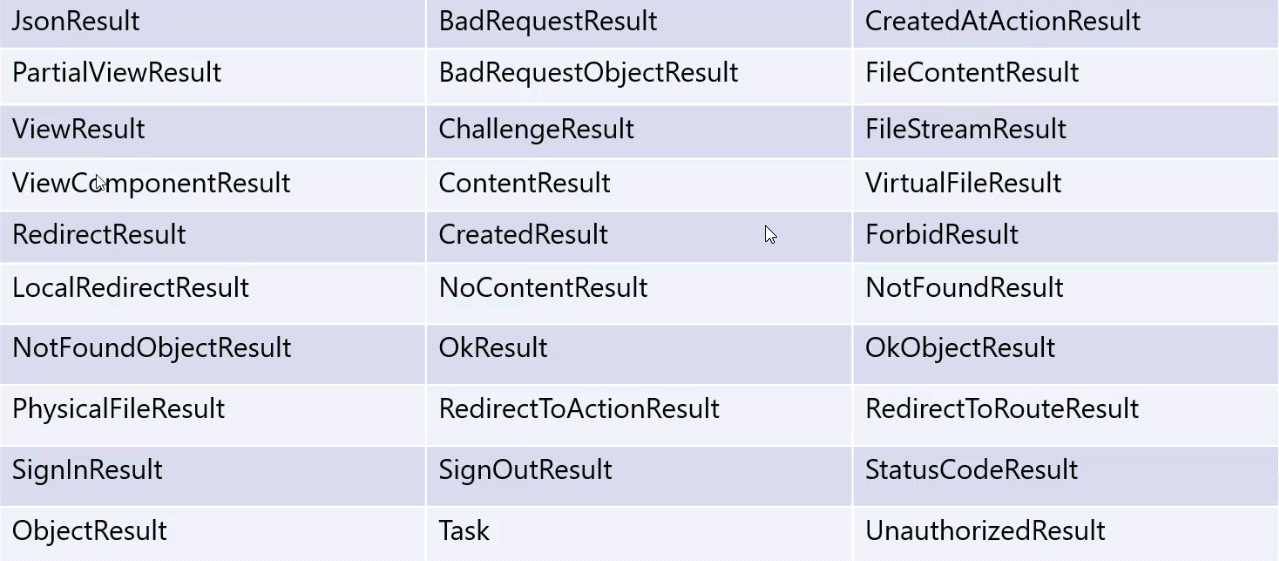 JsonResult BadRequestResult CreatedAtActionResult
PartialViewResult BadRequestObjectResult FileContentResult
ViewResult ChallengeResult FileStreamResult
ViewComponentResult ContentResult VirtualFileResult
RedirectResult CreatedResult ForbidResult
LocalRedirectResult NoContentResult NotFoundResult
NotFoundObjectResult OkResult OkObjectResult
PhysicalFileResult RedirectToActionResult RedirectToRouteResult
SignInResult SignOutResult StatusCodeResult
ObjectResult Task UnauthorizedResult